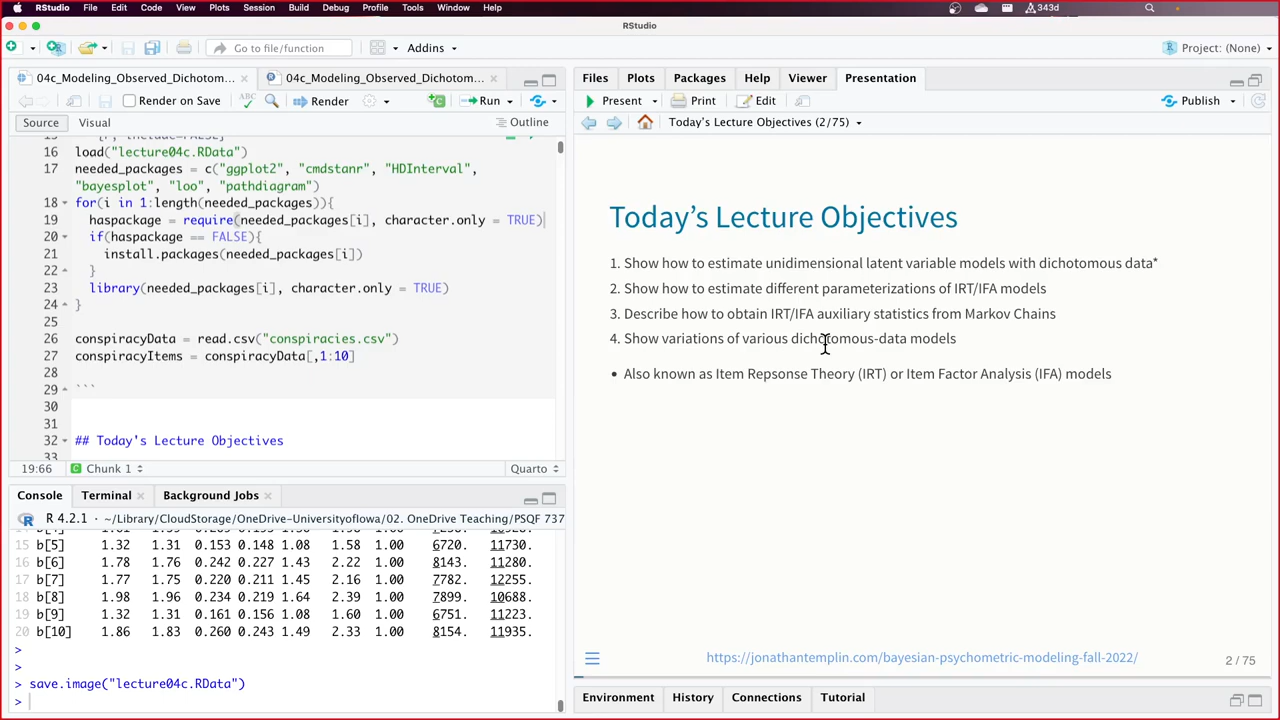 RStudio File Edit Code View Plots Session Build Debug Profile Tools Window Help 343d
RStudio
Go to file/function Addins Project: (None)
04c_Modeling_Observed_Dichotom... 04c_Modeling_Observed_Dichotom...
Render on Save Render Run
Source Visual Outline
16 load("lecture04c.RData")
17 needed_packages = c("ggplot2", "cmdstanr", "HDInterval",
"bayesplot", "loo", "pathdiagram")
18 for(i in 1:length(needed_packages)){
19 haspackage = require(needed_packages[i], character.only = TRUE)
20 if(haspackage == FALSE){
21 install.packages(needed_packages[i])
22 }
23 library(needed_packages[i], character.only = TRUE)
24 }
25
26 conspiracyData = read.csv("conspiracies.csv")
27 conspiracyItems = conspiracyData[,1:10]
28
29 ```
30
31
32 ## Today's Lecture Objectives
33
19:66 Chunk 1 Quarto
Console Terminal Background Jobs
R 4.2.1 · ~/Library/CloudStorage/OneDrive-UniversityofIowa/02. OneDrive Teaching/PSQF 737
15 b[5] 1.32 1.31 0.153 0.148 1.08 1.58 1.00 6720. 11730.
16 b[6] 1.78 1.76 0.242 0.227 1.43 2.22 1.00 8143. 11280.
17 b[7] 1.77 1.75 0.220 0.211 1.45 2.16 1.00 7782. 12255.
18 b[8] 1.98 1.96 0.234 0.219 1.64 2.39 1.00 7899. 10688.
19 b[9] 1.32 1.31 0.161 0.156 1.08 1.60 1.00 6751. 11223.
20 b[10] 1.86 1.83 0.260 0.243 1.49 2.33 1.00 8154. 11935.
>
>
> save.image("lecture04c.RData")
>
Files Plots Packages Help Viewer Presentation
Present Print Edit Publish
Today's Lecture Objectives (2/75)
Today's Lecture Objectives
1. Show how to estimate unidimensional latent variable models with dichotomous data*
2. Show how to estimate different parameterizations of IRT/IFA models
3. Describe how to obtain IRT/IFA auxiliary statistics from Markov Chains
4. Show variations of various dichotomous-data models
• Also known as Item Repsonse Theory (IRT) or Item Factor Analysis (IFA) models
https://jonathantemplin.com/bayesian-psychometric-modeling-fall-2022/ 2 / 75
Environment History Connections Tutorial